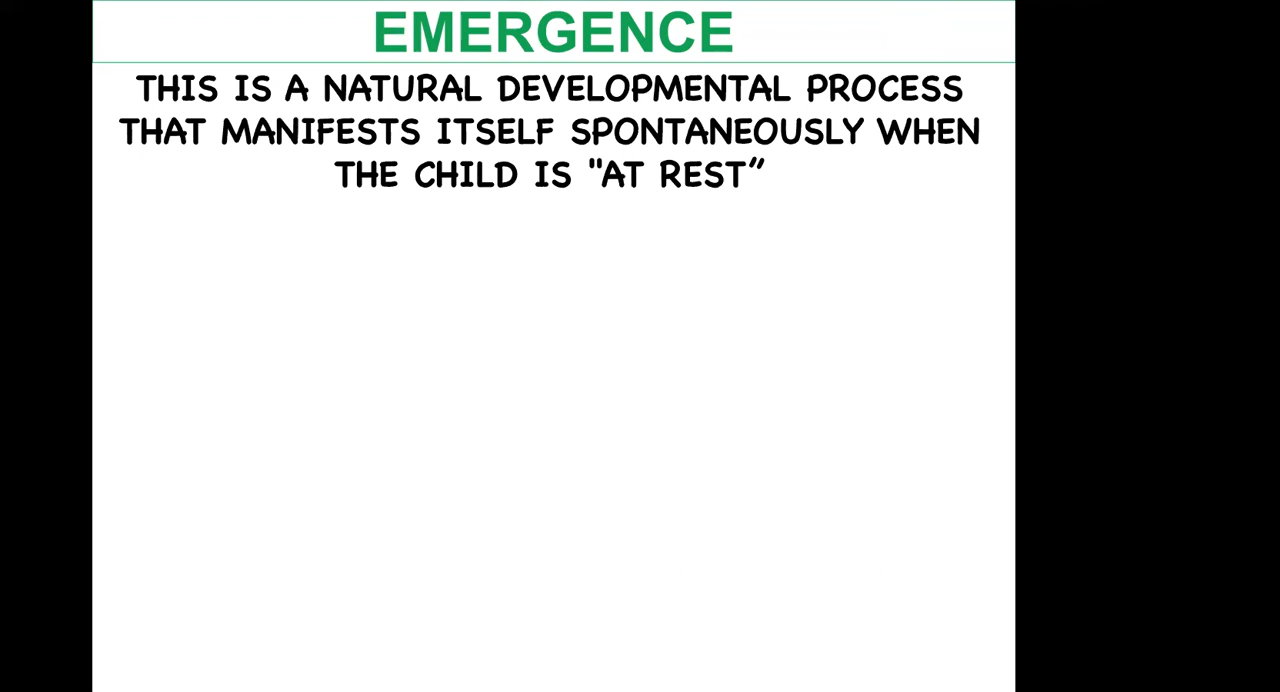 EMERGENCE
THIS IS A NATURAL DEVELOPMENTAL PROCESS
THAT MANIFESTS ITSELF SPONTANEOUSLY WHEN
THE CHILD IS "AT REST”